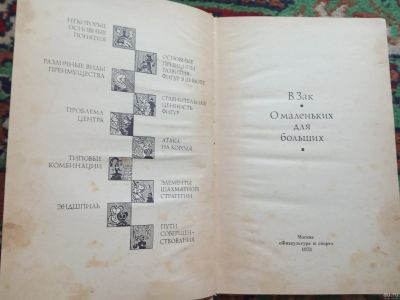 НЕКОТОРЫЕ
ОСНОВНЫЕ
ПОНЯТИЯ
ОСНОВНЫЕ
ПРИНЦИПЫ
РАЗВИТИЯ
ФИГУР В ДЕБЮТЕ
РАЗЛИЧНЫЕ ВИДЫ
ПРЕИМУЩЕСТВА
СРАВНИТЕЛЬНАЯ
ЦЕННОСТЬ
ФИГУР
ПРОБЛЕМА
ЦЕНТРА
АТАКА
НА КОРОЛЯ
ТИПОВЫЕ
КОМБИНАЦИИ
ЭЛЕМЕНТЫ
ШАХМАТНОЙ
СТРАТЕГИИ
ЭНДШПИЛЬ
ПУТИ
СОВЕРШЕН-
СТВОВАНИЯ
В. Зак
О маленьких
для
больших
Москва
«Физкультура и спорт»